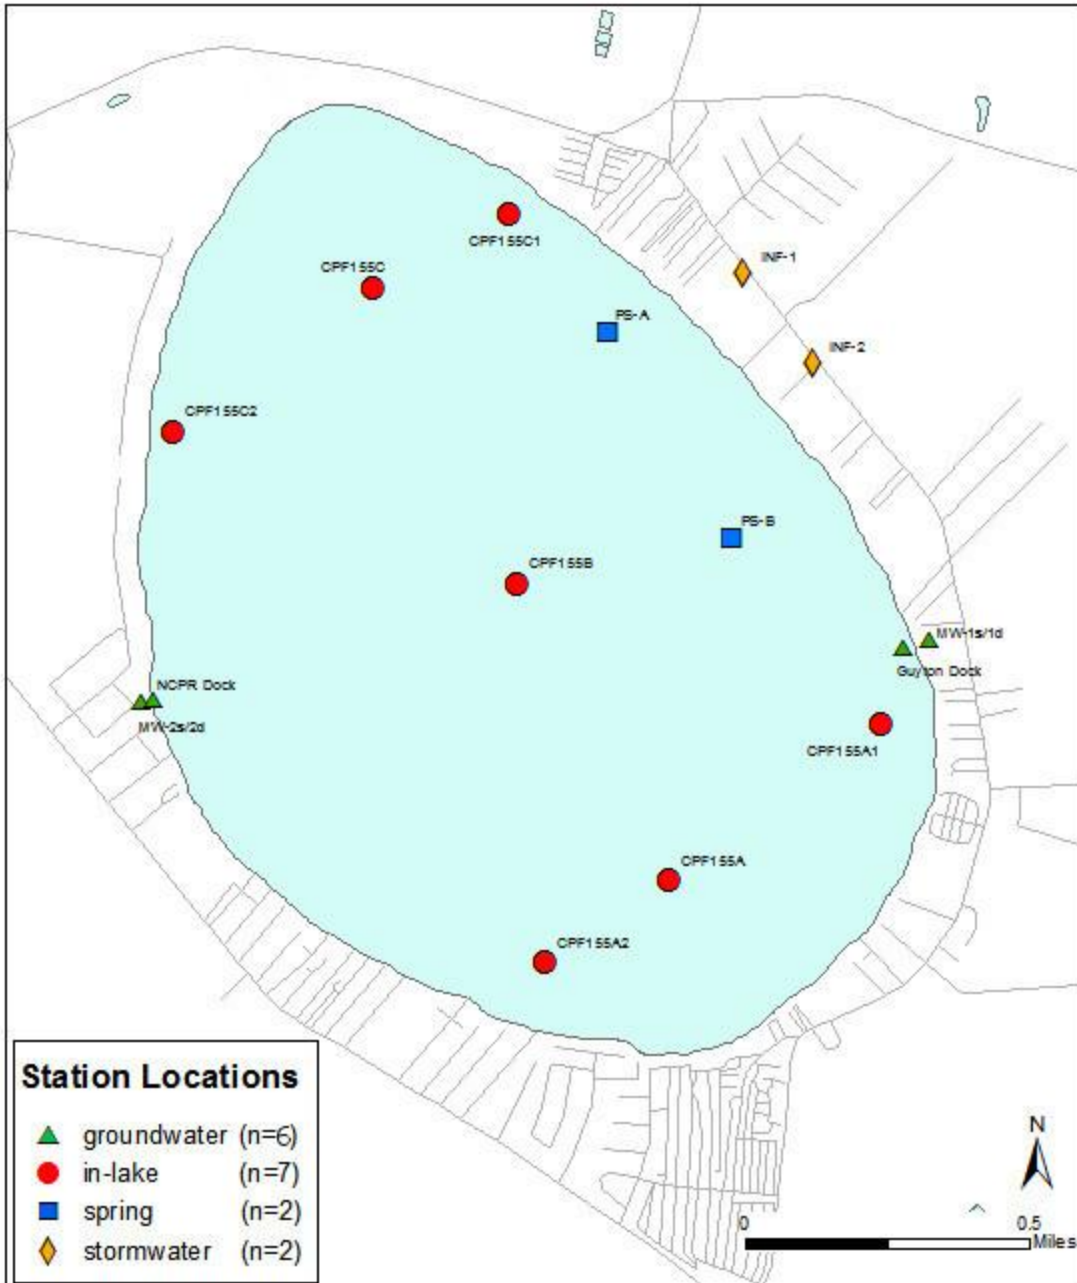 CPF155C1
INF-1
CPF155C
PS-A
INF-2
CPF155C2
PS-B
CPF155B
MW-1s/1d
Guyton Dock
NCPR Dock
MW-2s/2d
CPF155A1
CPF155A
CPF155A2
Station Locations
groundwater (n=6)
in-lake (n=7)
spring (n=2)
stormwater (n=2)
N
0 0.5
Miles